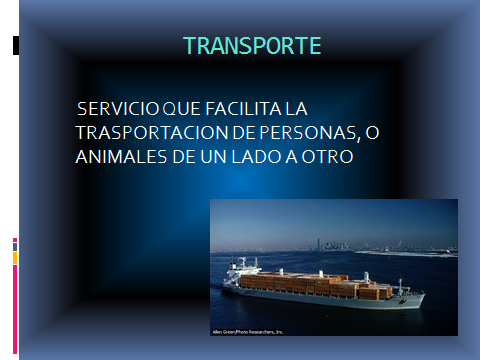 TRANSPORTE
SERVICIO QUE FACILITA LA
TRASPORTACION DE PERSONAS, O
ANIMALES DE UN LADO A OTRO
Allen Green/Photo Researchers, Inc.